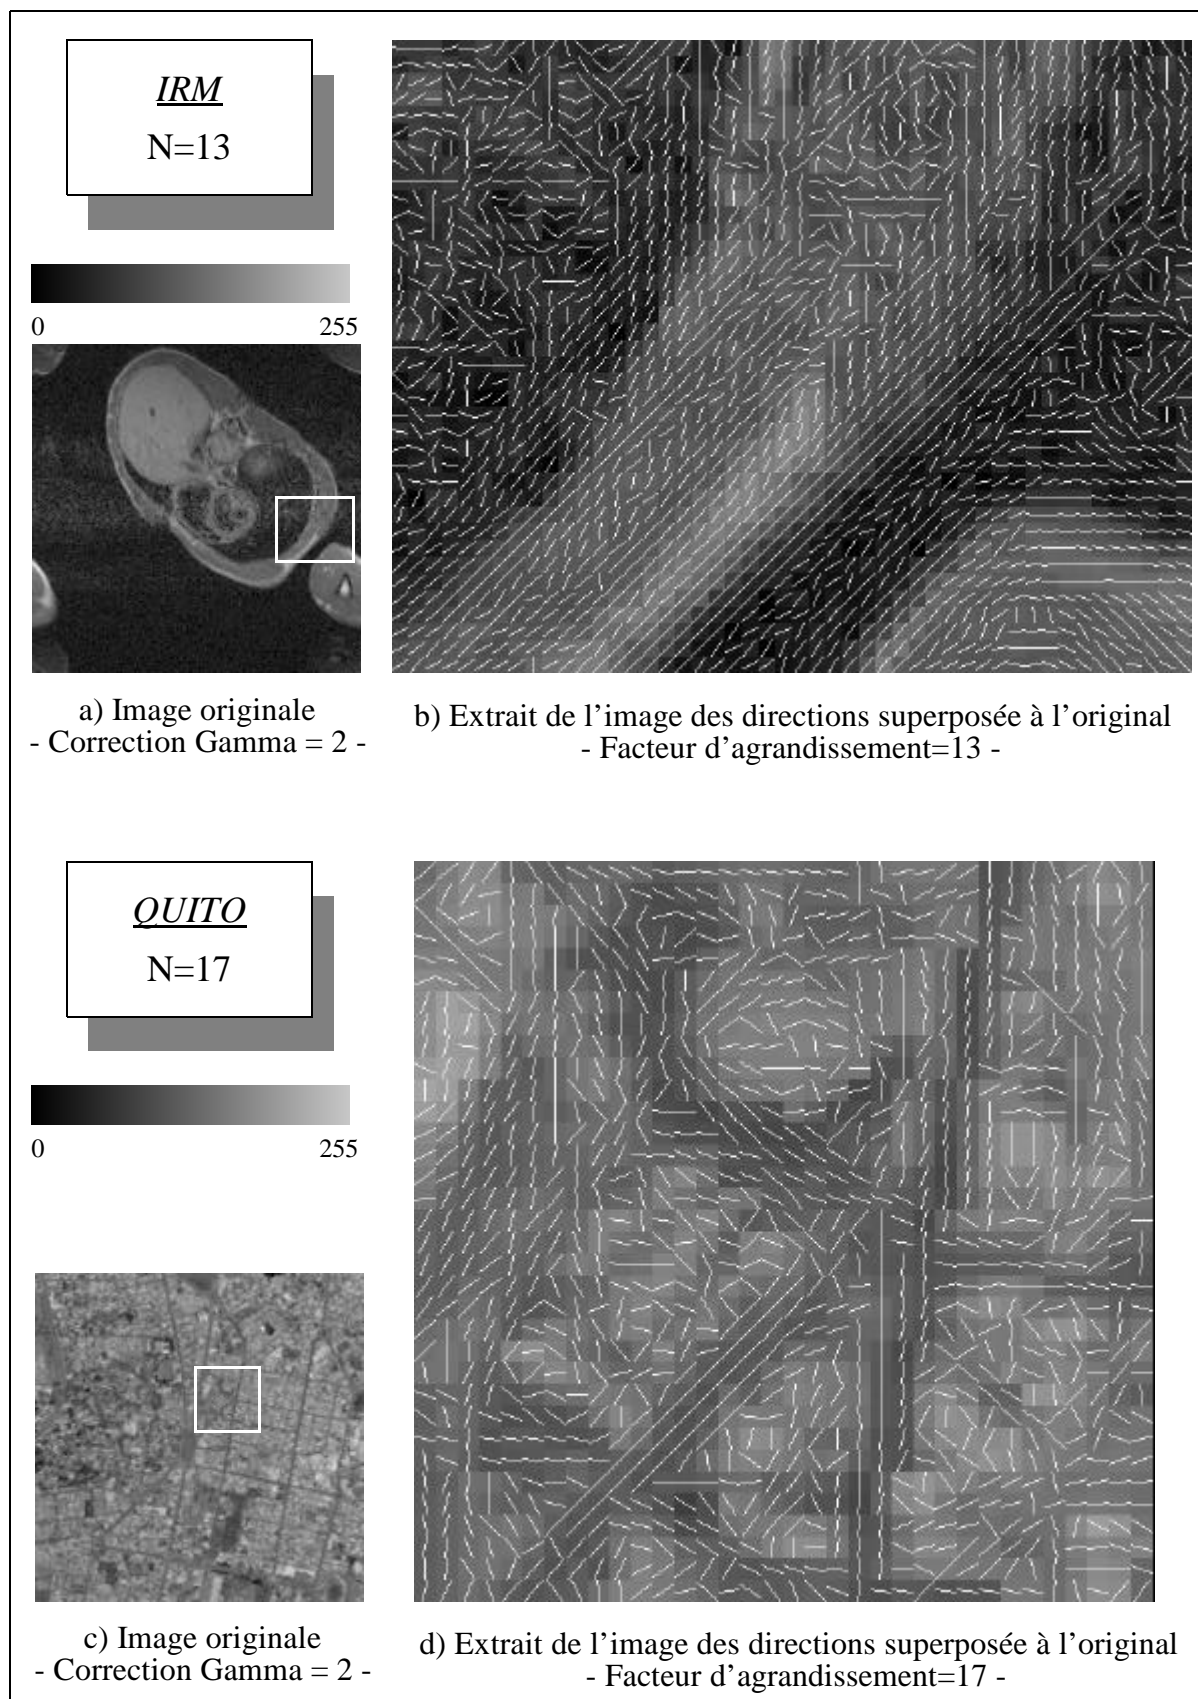 IRM
N=13
0 255
a) Image originale
- Correction Gamma = 2 -
b) Extrait de l’image des directions superposée à l’original
- Facteur d’agrandissement=13 -
QUITO
N=17
0 255
c) Image originale
- Correction Gamma = 2 -
d) Extrait de l’image des directions superposée à l’original
- Facteur d’agrandissement=17 -